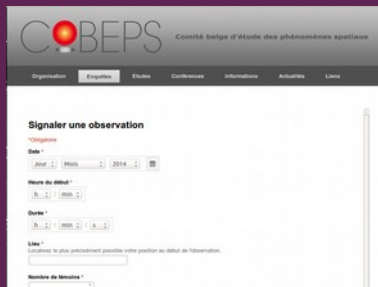 COBEPS
Comité belge d'étude des phénomènes spatiaux
Organisation Enquêtes Etudes Conférences Informations Actualités Liens
Signaler une observation
*Obligatoire
Date *
Jour Mois 2014
Heure du début *
h : min
Durée *
h : min : s
Lieu *
Localisez le plus précisément possible votre position au début de l'observation.
Nombre de témoins *